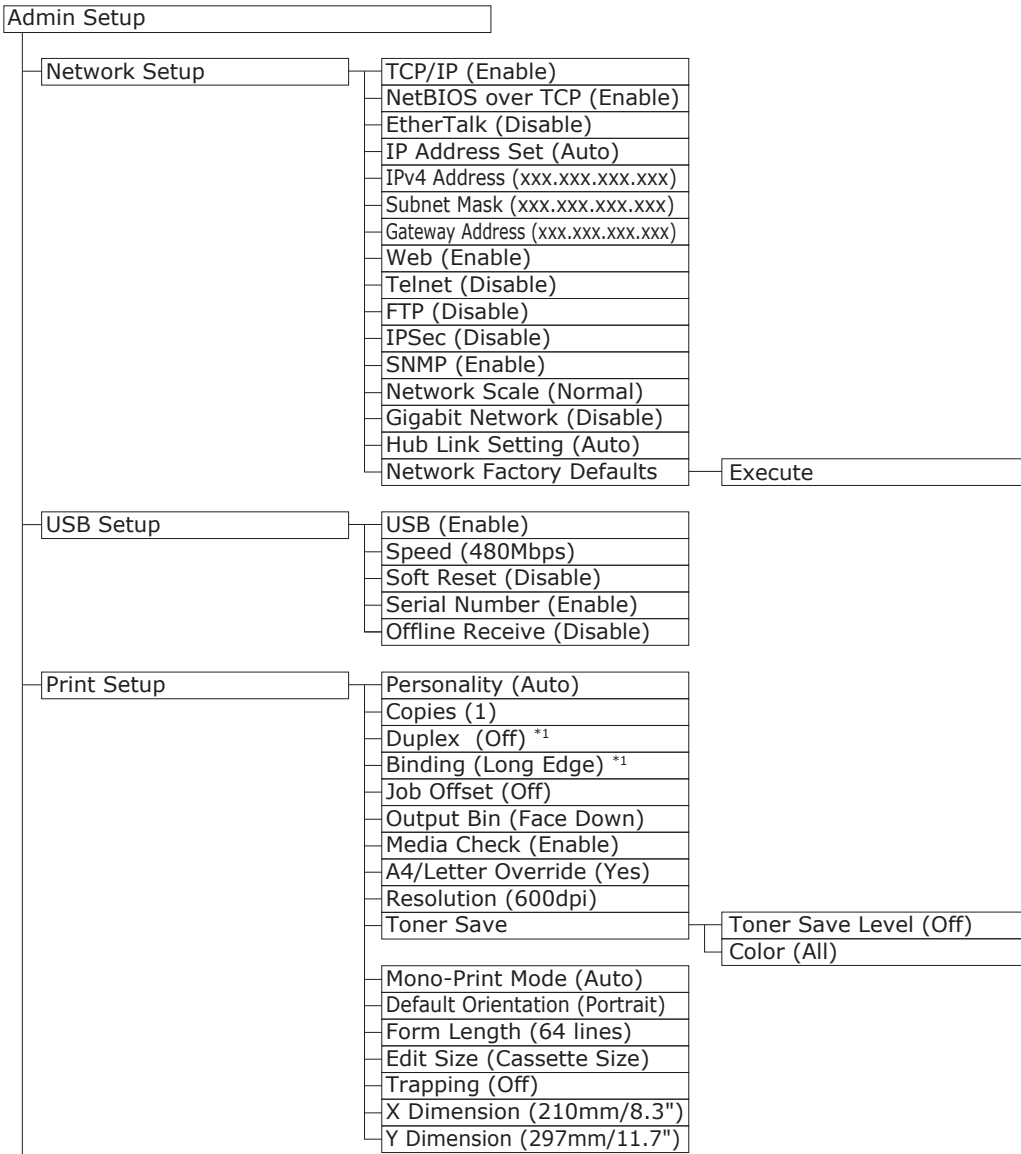 Admin Setup
Network Setup
TCP/IP (Enable)
NetBIOS over TCP (Enable)
EtherTalk (Disable)
IP Address Set (Auto)
IPv4 Address (xxx.xxx.xxx.xxx)
Subnet Mask (xxx.xxx.xxx.xxx)
Gateway Address (xxx.xxx.xxx.xxx)
Web (Enable)
Telnet (Disable)
FTP (Disable)
IPSec (Disable)
SNMP (Enable)
Network Scale (Normal)
Gigabit Network (Disable)
Hub Link Setting (Auto)
Network Factory Defaults
Execute
USB Setup
USB (Enable)
Speed (480Mbps)
Soft Reset (Disable)
Serial Number (Enable)
Offline Receive (Disable)
Print Setup
Personality (Auto)
Copies (1)
Duplex (Off) *1
Binding (Long Edge) *1
Job Offset (Off)
Output Bin (Face Down)
Media Check (Enable)
A4/Letter Override (Yes)
Resolution (600dpi)
Toner Save
Toner Save Level (Off)
Color (All)
Mono-Print Mode (Auto)
Default Orientation (Portrait)
Form Length (64 lines)
Edit Size (Cassette Size)
Trapping (Off)
X Dimension (210mm/8.3")
Y Dimension (297mm/11.7")